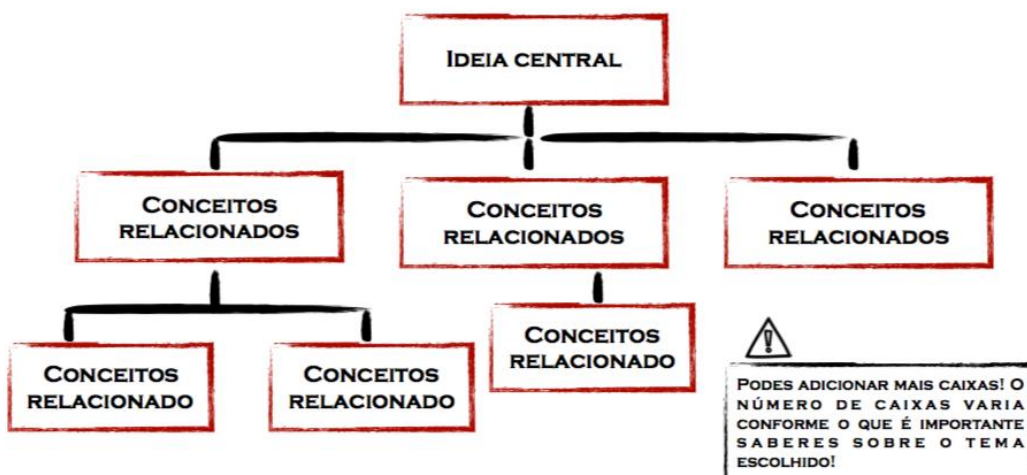 IDEIA CENTRAL
CONCEITOS
RELACIONADOS
CONCEITOS
RELACIONADOS
CONCEITOS
RELACIONADOS
CONCEITOS
RELACIONADO
CONCEITOS
RELACIONADO
CONCEITOS
RELACIONADO
PODES ADICIONAR MAIS CAIXAS! O
NÚMERO DE CAIXAS VARIA
CONFORME O QUE É IMPORTANTE
SABERES SOBRE O TEMA
ESCOLHIDO!